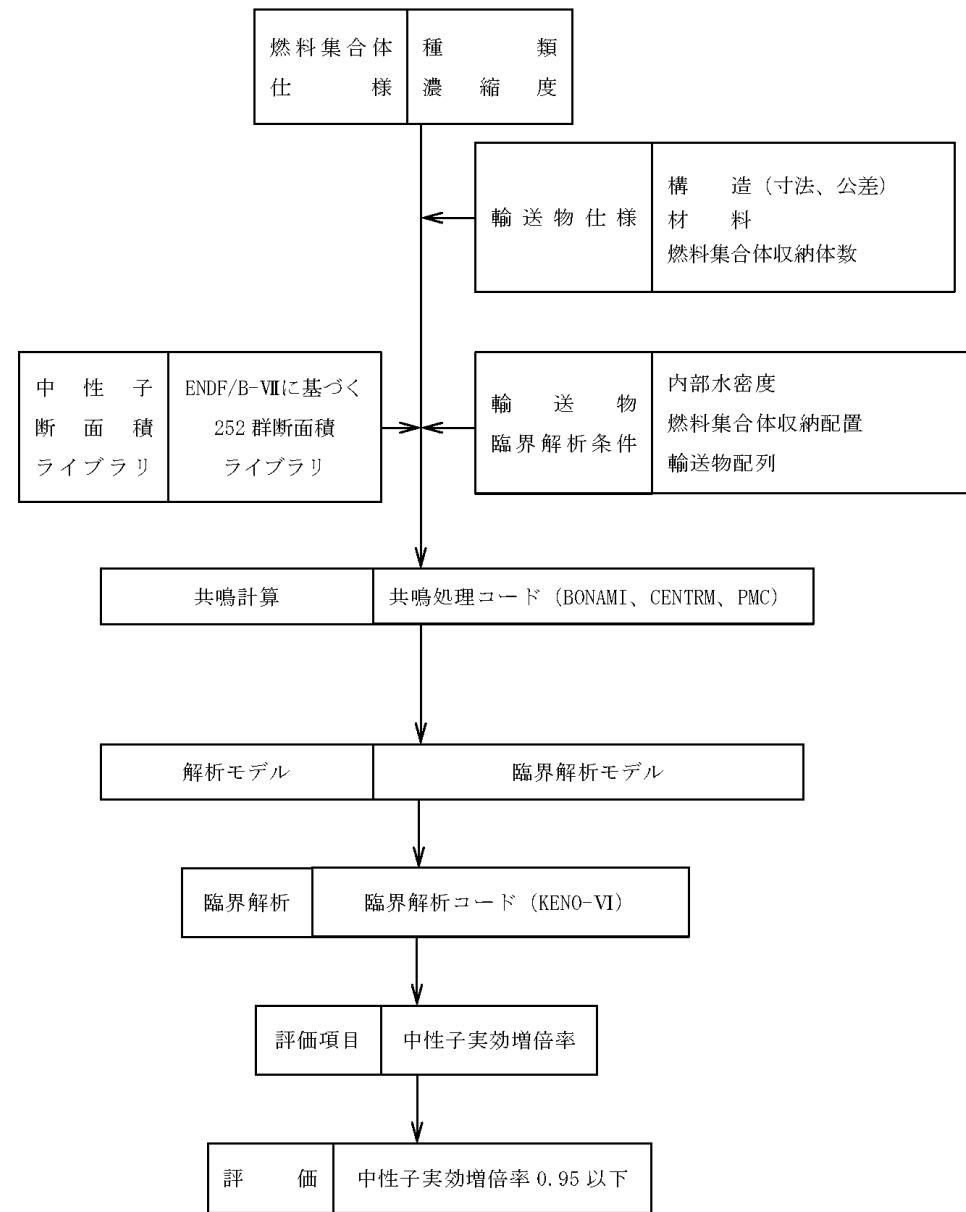 燃料集合体
仕様
種類
濃縮度
輸送物仕様
構造（寸法、公差）
材料
燃料集合体収納体数
中性子
断面積
ライブラリ
ENDF/B-Ⅶに基づく
252 群断面積
ライブラリ
輸送物
臨界解析条件
内部水密度
燃料集合体収納配置
輸送物配列
共鳴計算
共鳴処理コード（BONAMI、CENTRM、PMC）
解析モデル
臨界解析モデル
臨界解析
臨界解析コード（KENO-Ⅵ）
評価項目
中性子実効増倍率
評価
中性子実効増倍率 0.95 以下